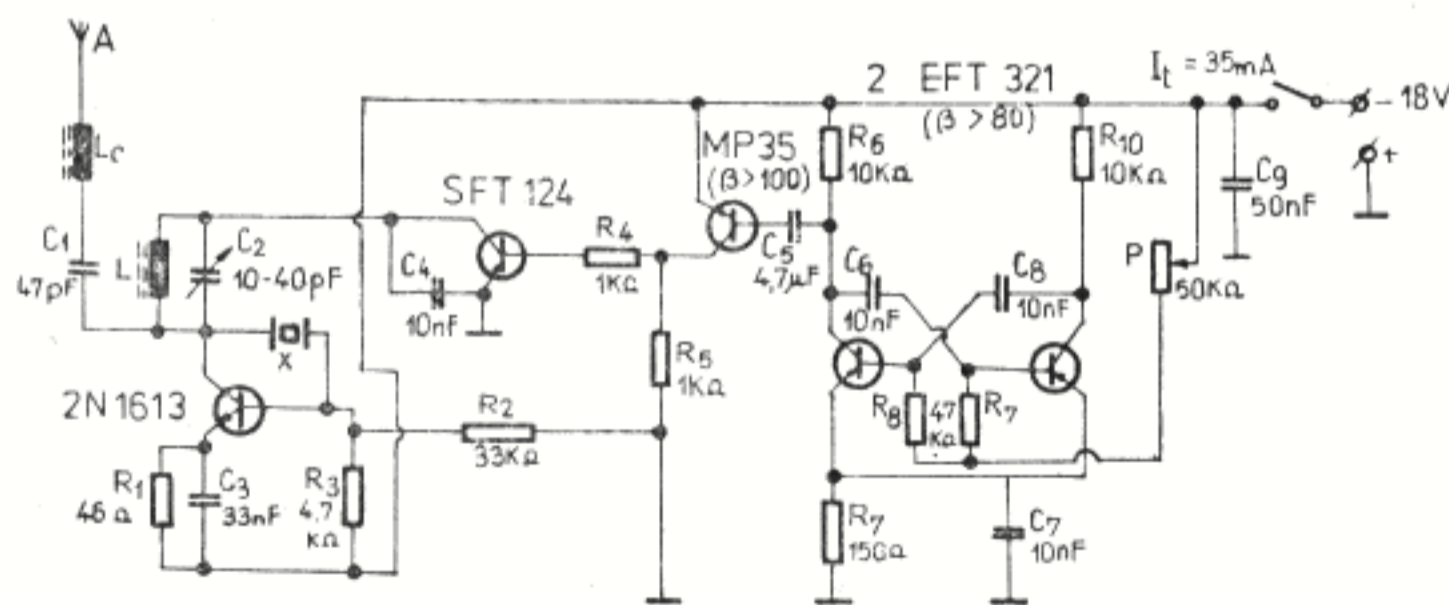 A
Lc
C1
47pF
L
C2
10-40pF
X
2N1613
R1
46Ω
C3
33nF
R3
4,7
KΩ
R2
33KΩ
SFT 124
C4
10nF
R4
1KΩ
R5
1KΩ
MP35
(β>100)
C5
4,7µF
2 EFT 321
(β > 80)
R6
10KΩ
C6
10nF
C8
10nF
R10
10KΩ
R8
47
KΩ
R7
R7
150Ω
C7
10nF
P
50KΩ
C9
50nF
It = 35mA
- 18V
+